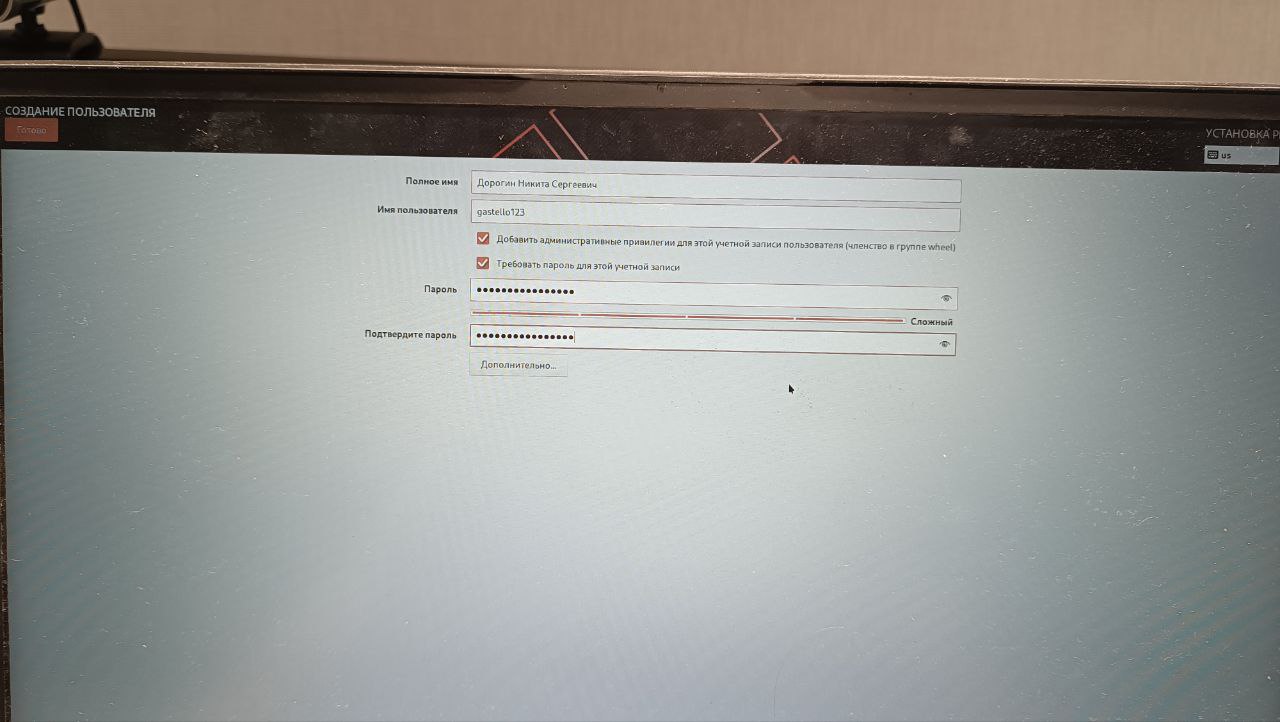 СОЗДАНИЕ ПОЛЬЗОВАТЕЛЯ
Готово
УСТАНОВКА
us
Полное имя
Дорогин Никита Сергеевич
Имя пользователя
gastello123
Добавить административные привилегии для этой учетной записи пользователя (членство в группе wheel)
Требовать пароль для этой учетной записи
Пароль
••••••••••••••••
Сложный
Подтвердите пароль
••••••••••••••••
Дополнительно...